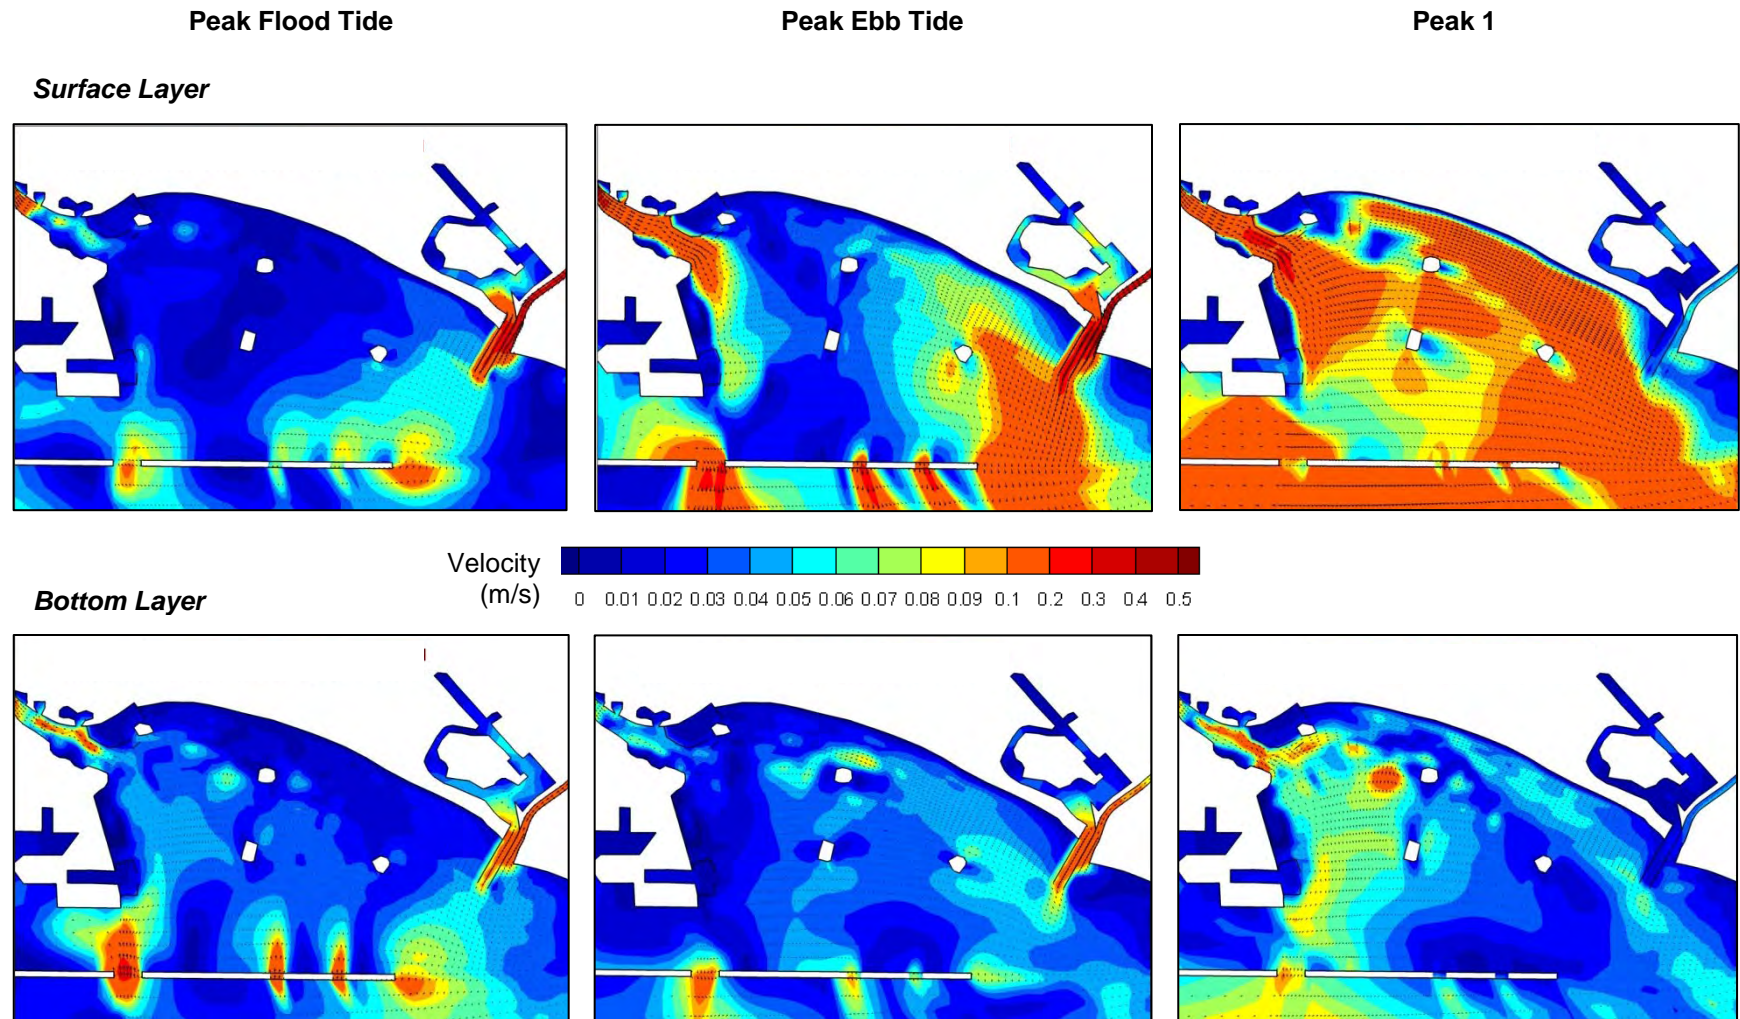 Peak Flood Tide Peak Ebb Tide Peak 1
Surface Layer
Velocity
(m/s)
0 0.01 0.02 0.03 0.04 0.05 0.06 0.07 0.08 0.09 0.1 0.2 0.3 0.4 0.5
Bottom Layer